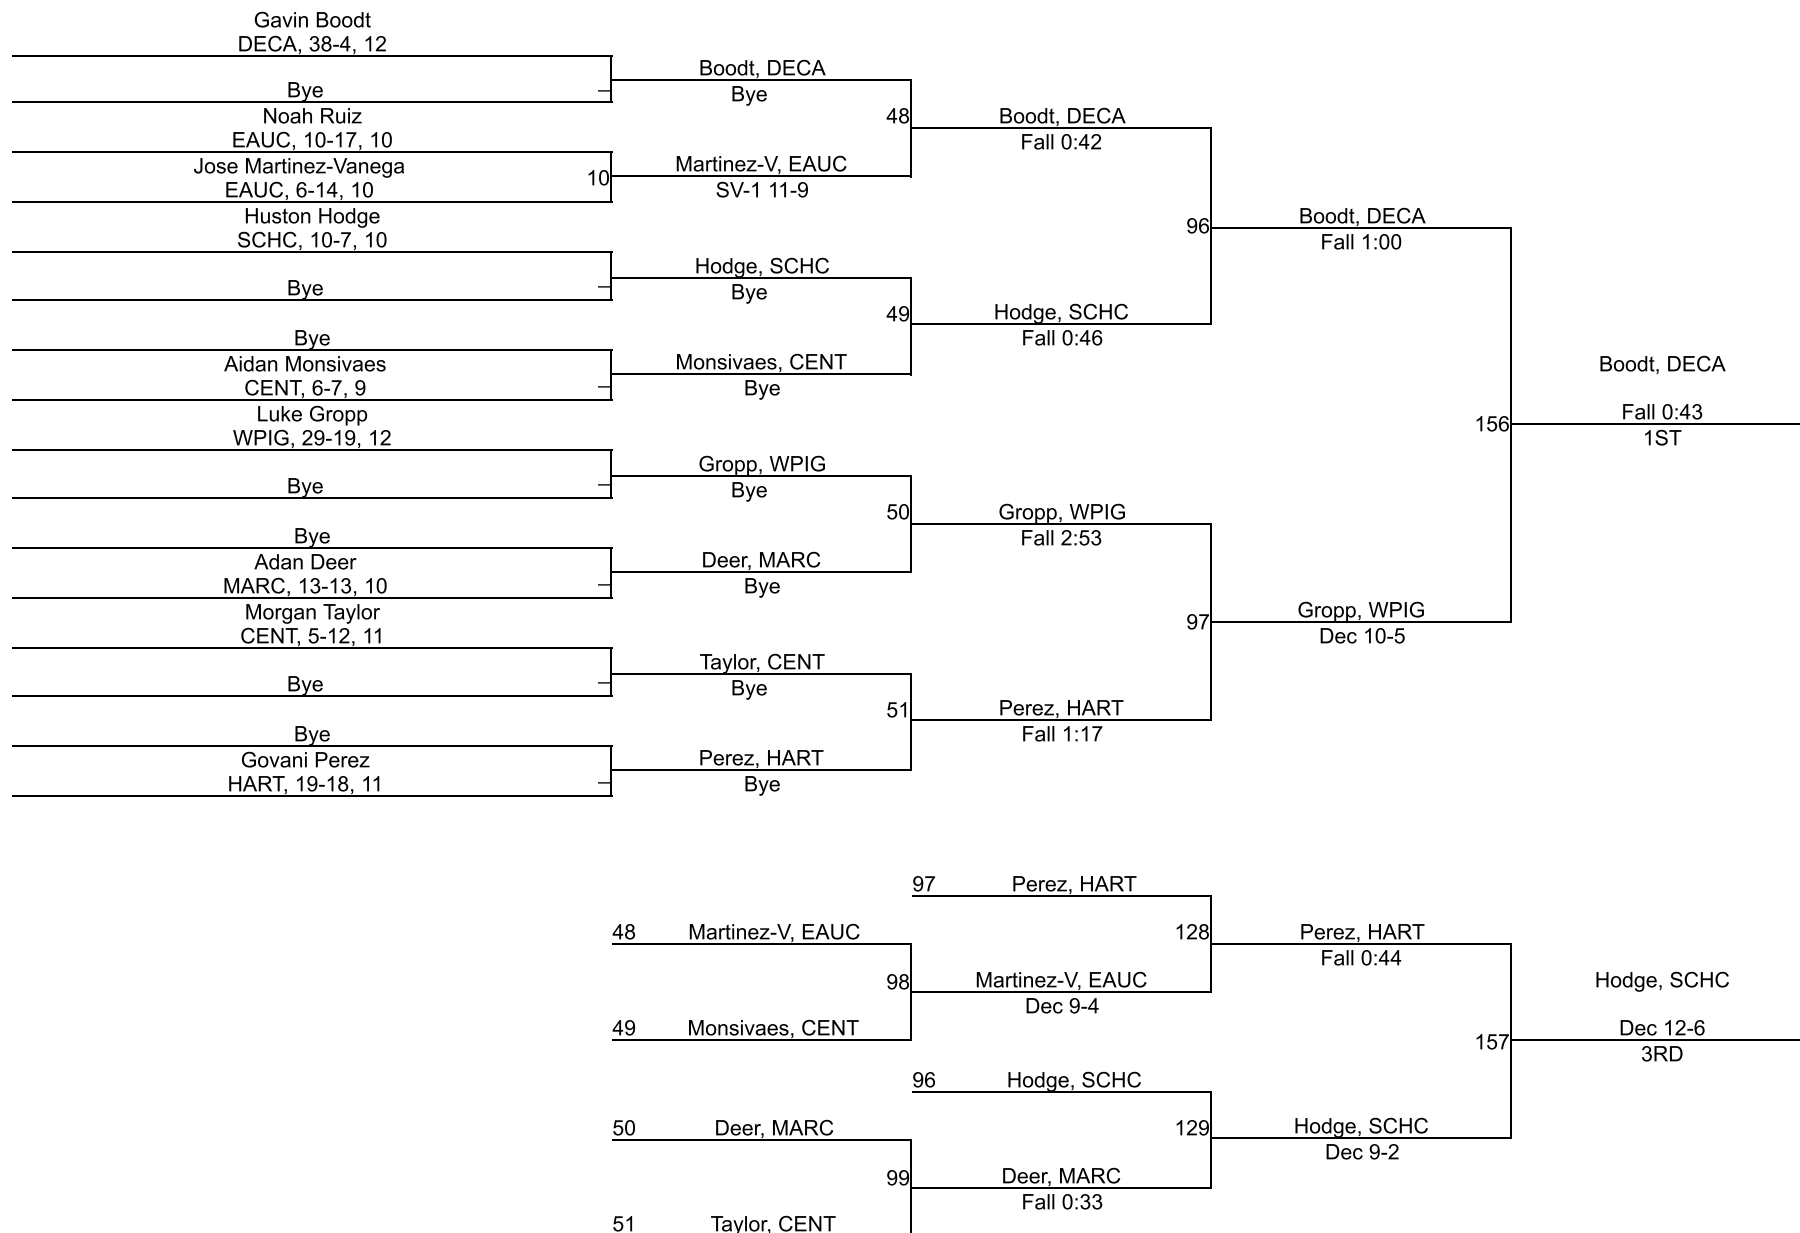 Gavin Boodt
DECA, 38-4, 12
Bye
Noah Ruiz
EAUC, 10-17, 10
Jose Martinez-Vanega
EAUC, 6-14, 10
Huston Hodge
SCHC, 10-7, 10
Bye
Bye
Aidan Monsivaes
CENT, 6-7, 9
Luke Gropp
WPIG, 29-19, 12
Bye
Bye
Adan Deer
MARC, 13-13, 10
Morgan Taylor
CENT, 5-12, 11
Bye
Bye
Govani Perez
HART, 19-18, 11
10
Boodt, DECA
Bye
Martinez-V, EAUC
SV-1 11-9
Hodge, SCHC
Bye
Monsivaes, CENT
Bye
Gropp, WPIG
Bye
Deer, MARC
Bye
Taylor, CENT
Bye
Perez, HART
Bye
48
49
50
51
Boodt, DECA
Fall 0:42
Hodge, SCHC
Fall 0:46
Gropp, WPIG
Fall 2:53
Perez, HART
Fall 1:17
96
97
Boodt, DECA
Fall 1:00
Gropp, WPIG
Dec 10-5
156
Boodt, DECA
Fall 0:43
1ST
97 Perez, HART
48 Martinez-V, EAUC
98
49 Monsivaes, CENT
Martinez-V, EAUC
Dec 9-4
128
Perez, HART
Fall 0:44
96 Hodge, SCHC
50 Deer, MARC
99
51 Taylor, CENT
Deer, MARC
Fall 0:33
129
Hodge, SCHC
Dec 9-2
157
Hodge, SCHC
Dec 12-6
3RD